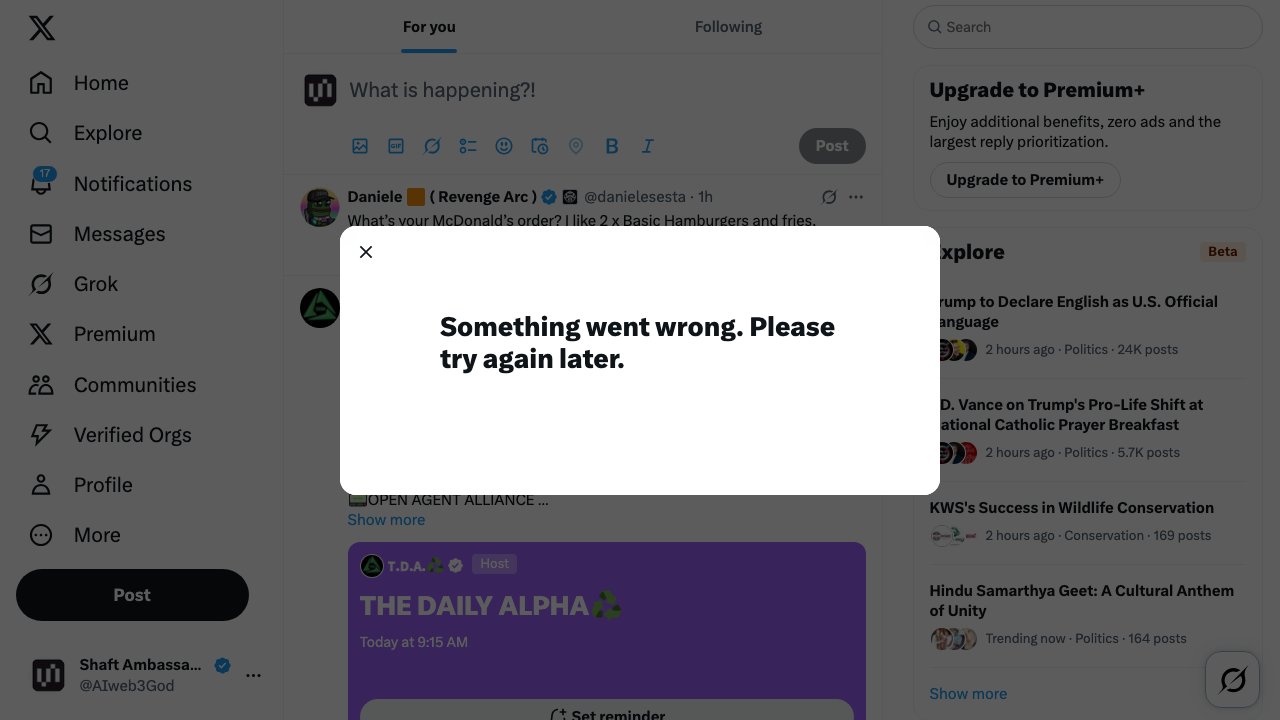 Home
Explore
17
Notifications
Messages
Grok
Premium
Communities
Verified Orgs
Profile
More
Post
Shaft Ambassa...
@AIweb3God
For you
Following
What is happening?!
GIF
B
I
Post
Daniele 🟧 ( Revenge Arc ) @danielesesta · 1h
What's your McDonald's order? I like 2 x Basic Hamburgers and fries.
Something went wrong. Please
try again later.
OPEN AGENT ALLIANCE ...
Show more
T.D.A.♻️ Host
THE DAILY ALPHA♻️
Today at 9:15 AM
Set reminder
Search
Upgrade to Premium+
Enjoy additional benefits, zero ads and the
largest reply prioritization.
Upgrade to Premium+
xplore
Beta
rump to Declare English as U.S. Official
anguage
2 hours ago · Politics · 24K posts
.D. Vance on Trump's Pro-Life Shift at
ational Catholic Prayer Breakfast
2 hours ago · Politics · 5.7K posts
KWS's Success in Wildlife Conservation
2 hours ago · Conservation · 169 posts
Hindu Samarthya Geet: A Cultural Anthem
of Unity
Trending now · Politics · 164 posts
Show more